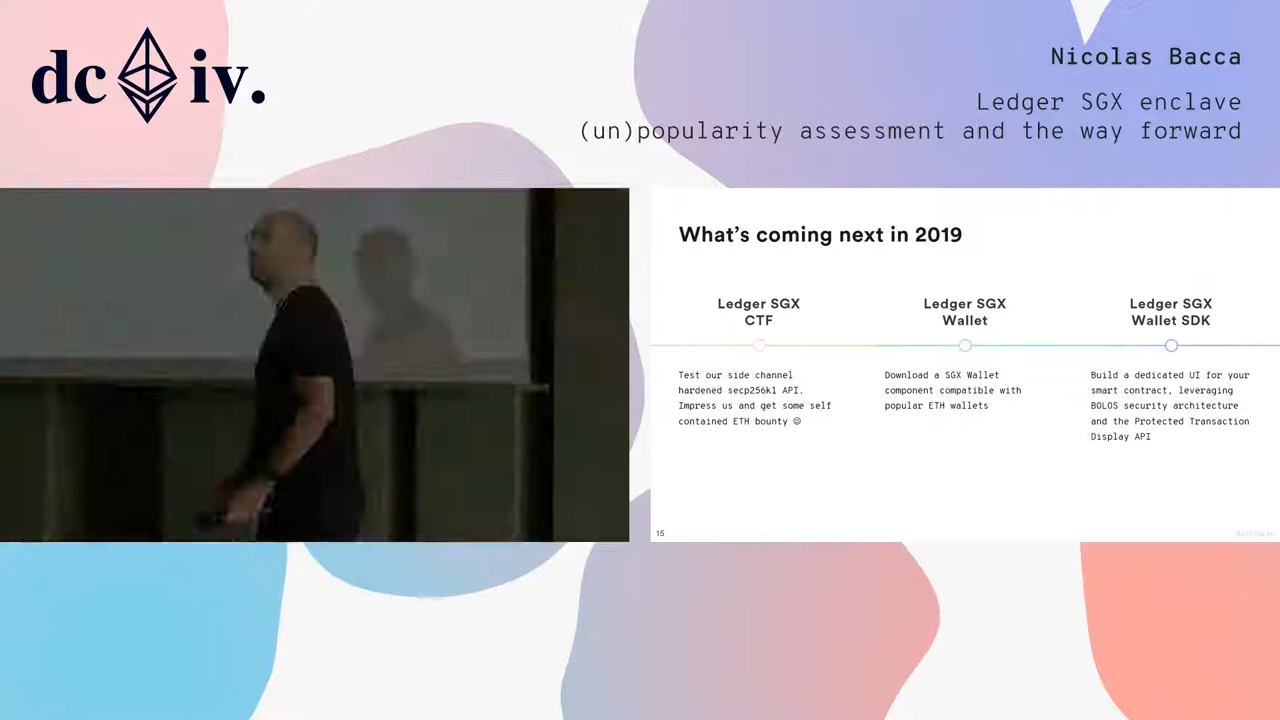 dc iv.
Nicolas Bacca
Ledger SGX enclave
(un)popularity assessment and the way forward
What's coming next in 2019
Ledger SGX
CTF
Test our side channel
hardened secp256k1 API.
Impress us and get some self
contained ETH bounty ☺
Ledger SGX
Wallet
Download a SGX Wallet
component compatible with
popular ETH wallets
Ledger SGX
Wallet SDK
Build a dedicated UI for your
smart contract, leveraging
BOLOS security architecture
and the Protected Transaction
Display API
15